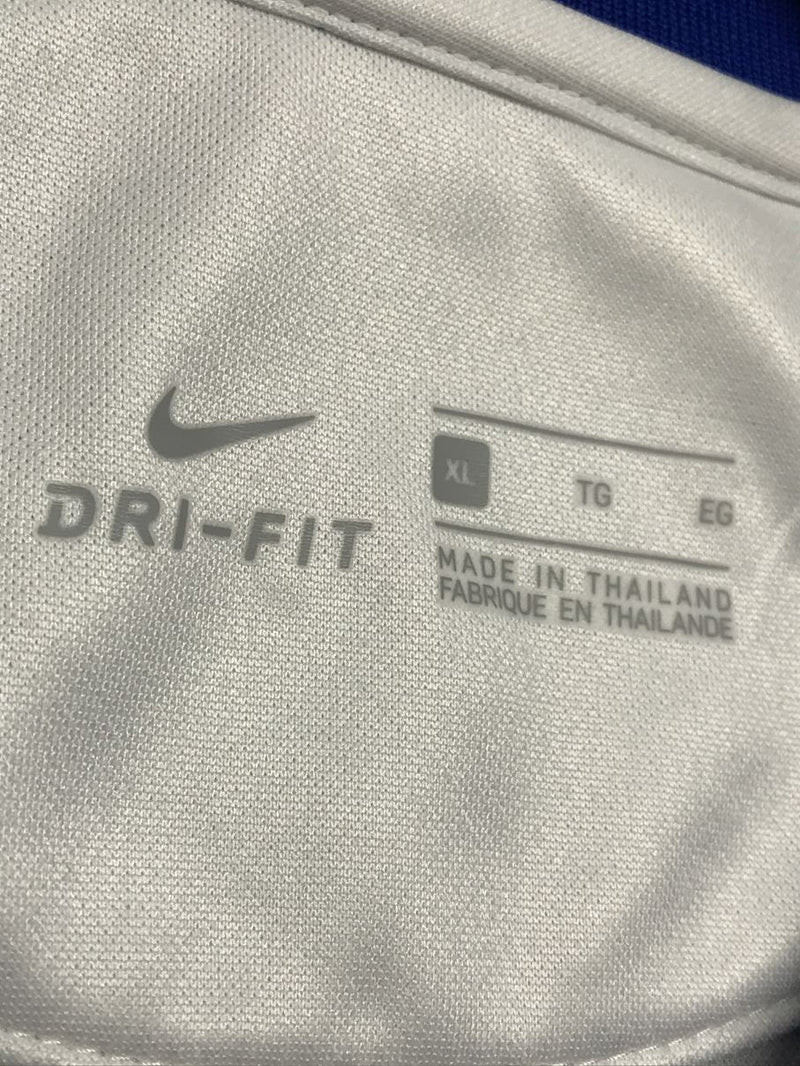 DRI-FIT
XL TG EG
MADE IN THAILAND
FABRIQUE EN THAILANDE